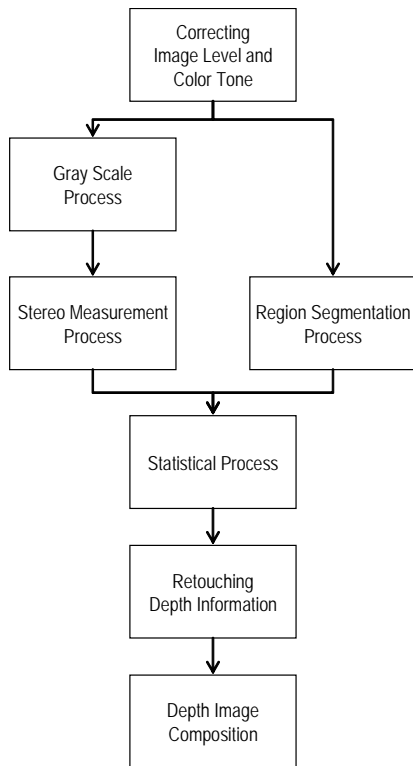 Correcting
Image Level and
Color Tone
Gray Scale
Process
Stereo Measurement
Process
Region Segmentation
Process
Statistical Process
Retouching
Depth Information
Depth Image
Composition